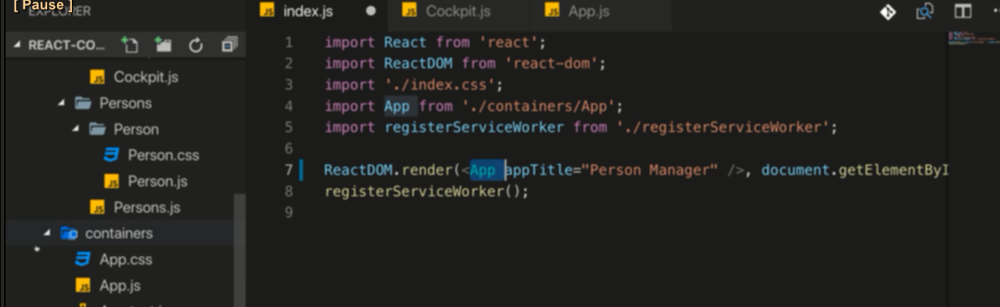 [ Pause ]
EXPLORER
index.js
Cockpit.js
App.js
REACT-CO...
Cockpit.js
Persons
Person
Person.css
Person.js
Persons.js
containers
App.css
App.js
1 import React from 'react';
2 import ReactDOM from 'react-dom';
3 import './index.css';
4 import App from './containers/App';
5 import registerServiceWorker from './registerServiceWorker';
6
7 ReactDOM.render(<App appTitle="Person Manager" />, document.getElementByI
8 registerServiceWorker();
9